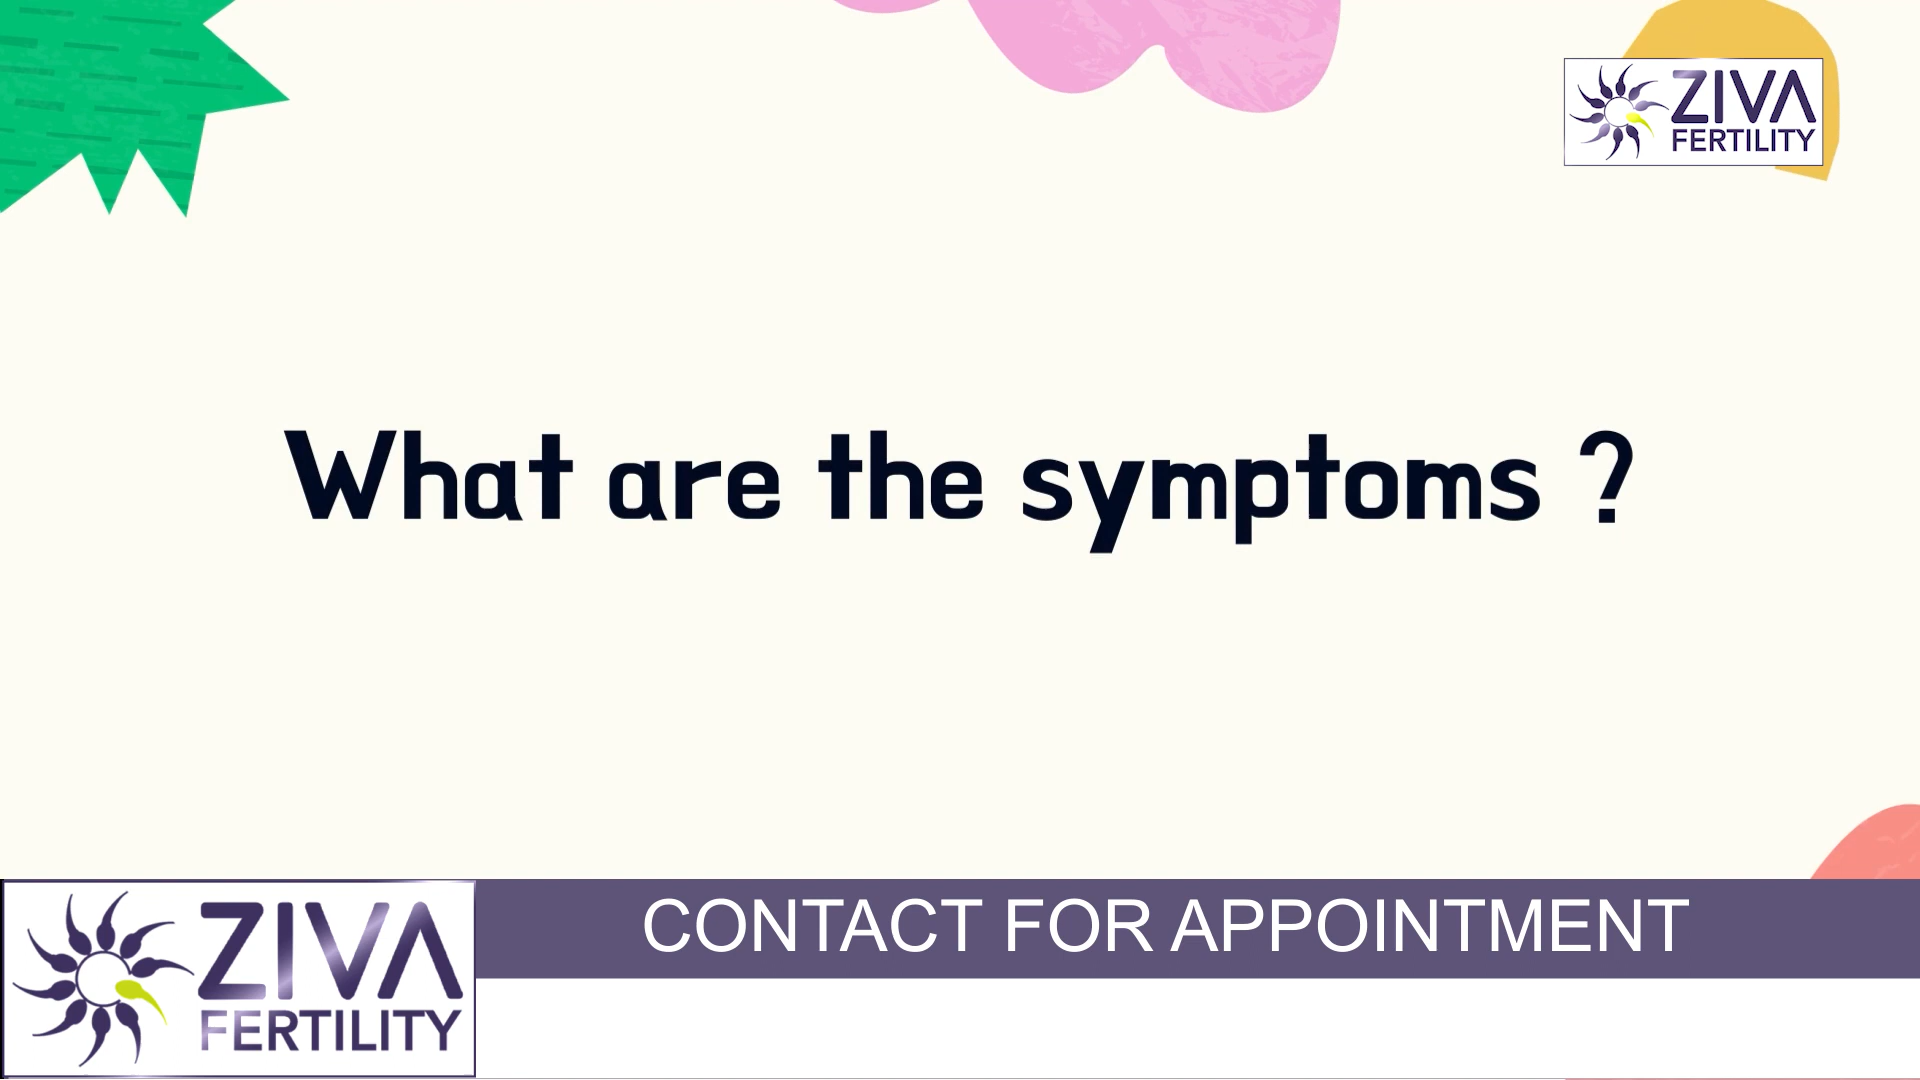 ZIVA
FERTILITY
What are the symptoms ?
ZIVA
FERTILITY
CONTACT FOR APPOINTMENT